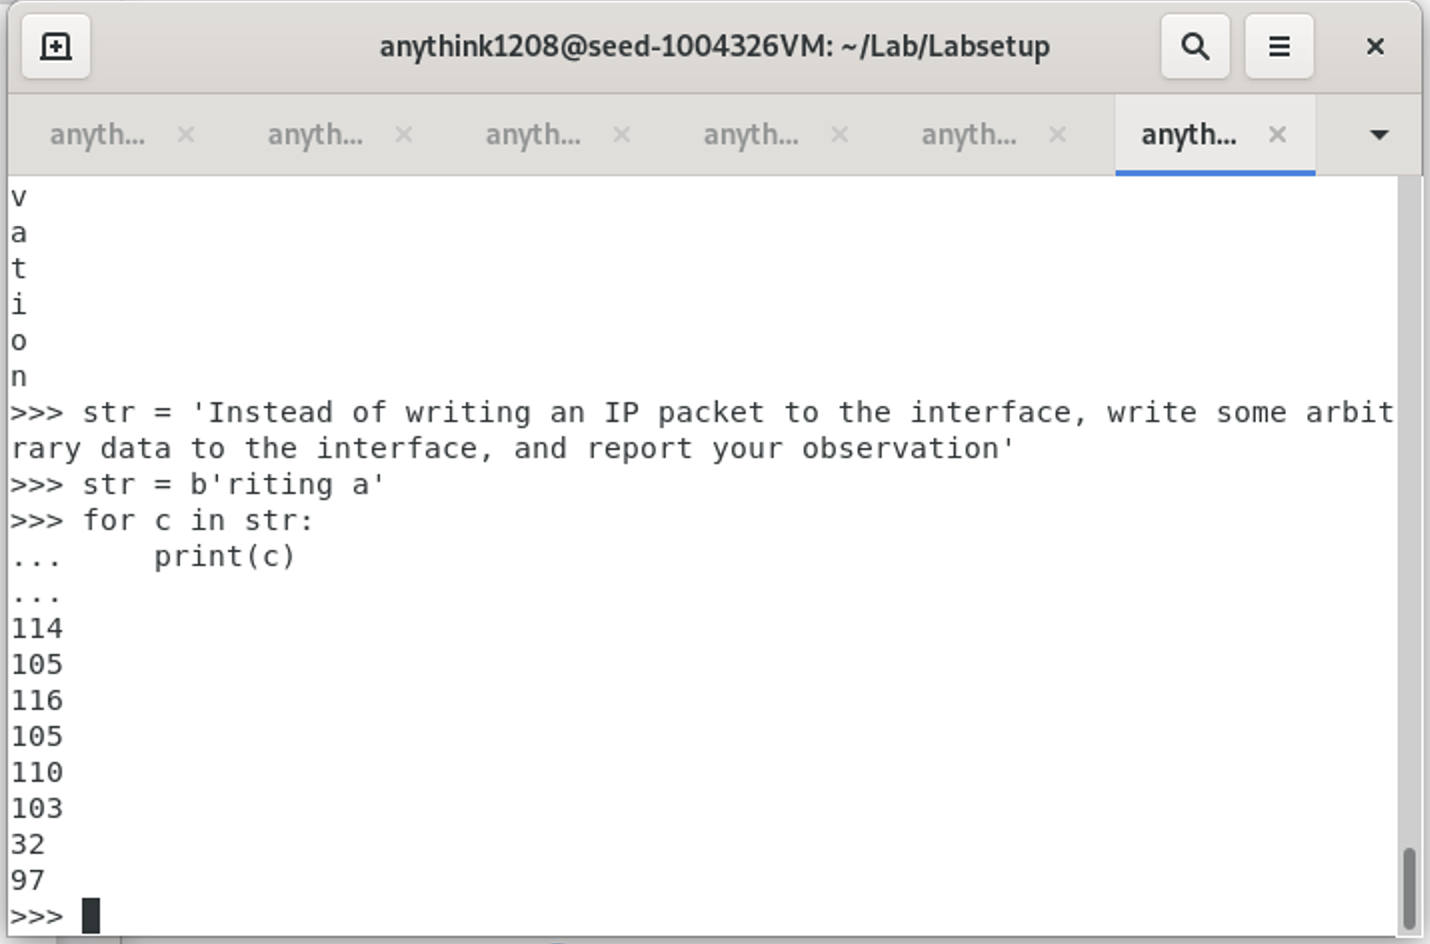 anythink1208@seed-1004326VM: ~/Lab/Labsetup
anyth... anyth... anyth... anyth... anyth... anyth...
v
a
t
i
o
n
>>> str = 'Instead of writing an IP packet to the interface, write some arbit
rary data to the interface, and report your observation'
>>> str = b'riting a'
>>> for c in str:
...     print(c)
...
114
105
116
105
110
103
32
97
>>>